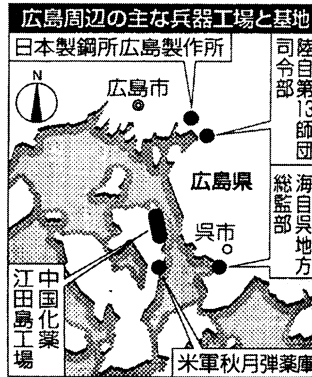 広島周辺の主な兵器工場と基地
日本製鋼所広島製作所
陸自第13師団
司令部
N
広島市
広島県
海自呉地方
総監部
呉市
中国化薬
江田島工場
米軍秋月弾薬庫